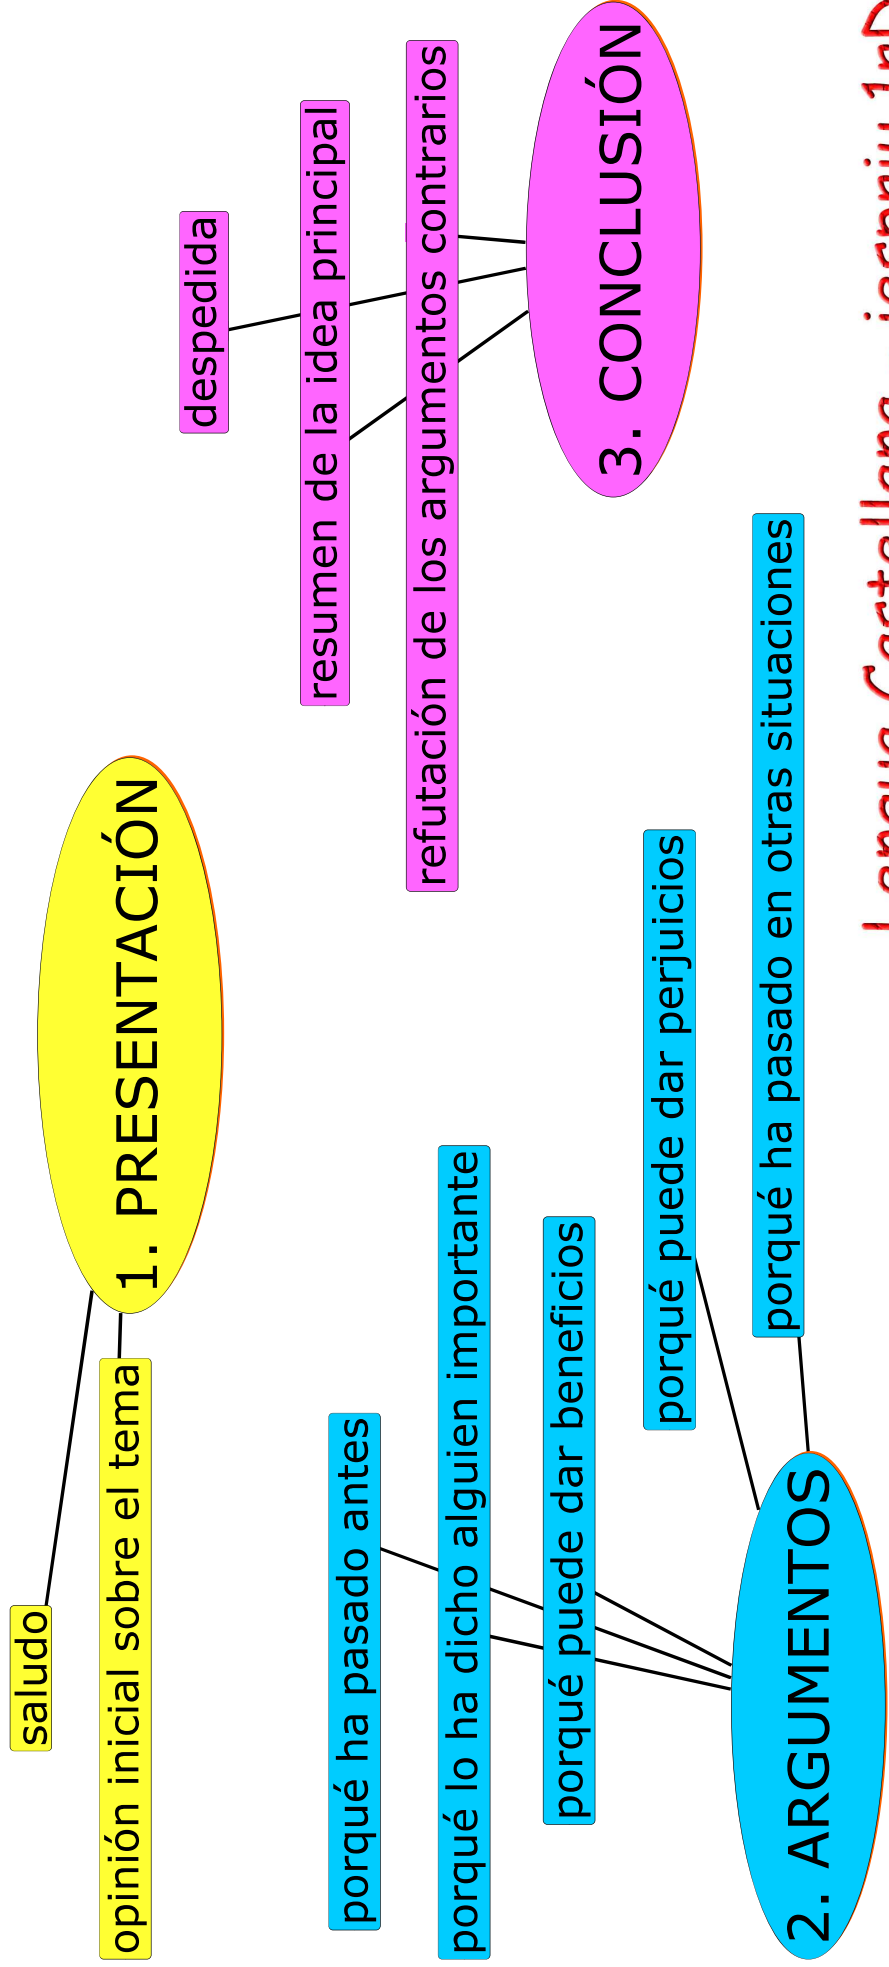 saludo
opinión inicial sobre el tema
1. PRESENTACIÓN
despedida
resumen de la idea principal
refutación de los argumentos contrarios
3. CONCLUSIÓN
porqué ha pasado antes
porqué lo ha dicho alguien importante
porqué puede dar beneficios
porqué puede dar perjuicios
porqué ha pasado en otras situaciones
2. ARGUMENTOS